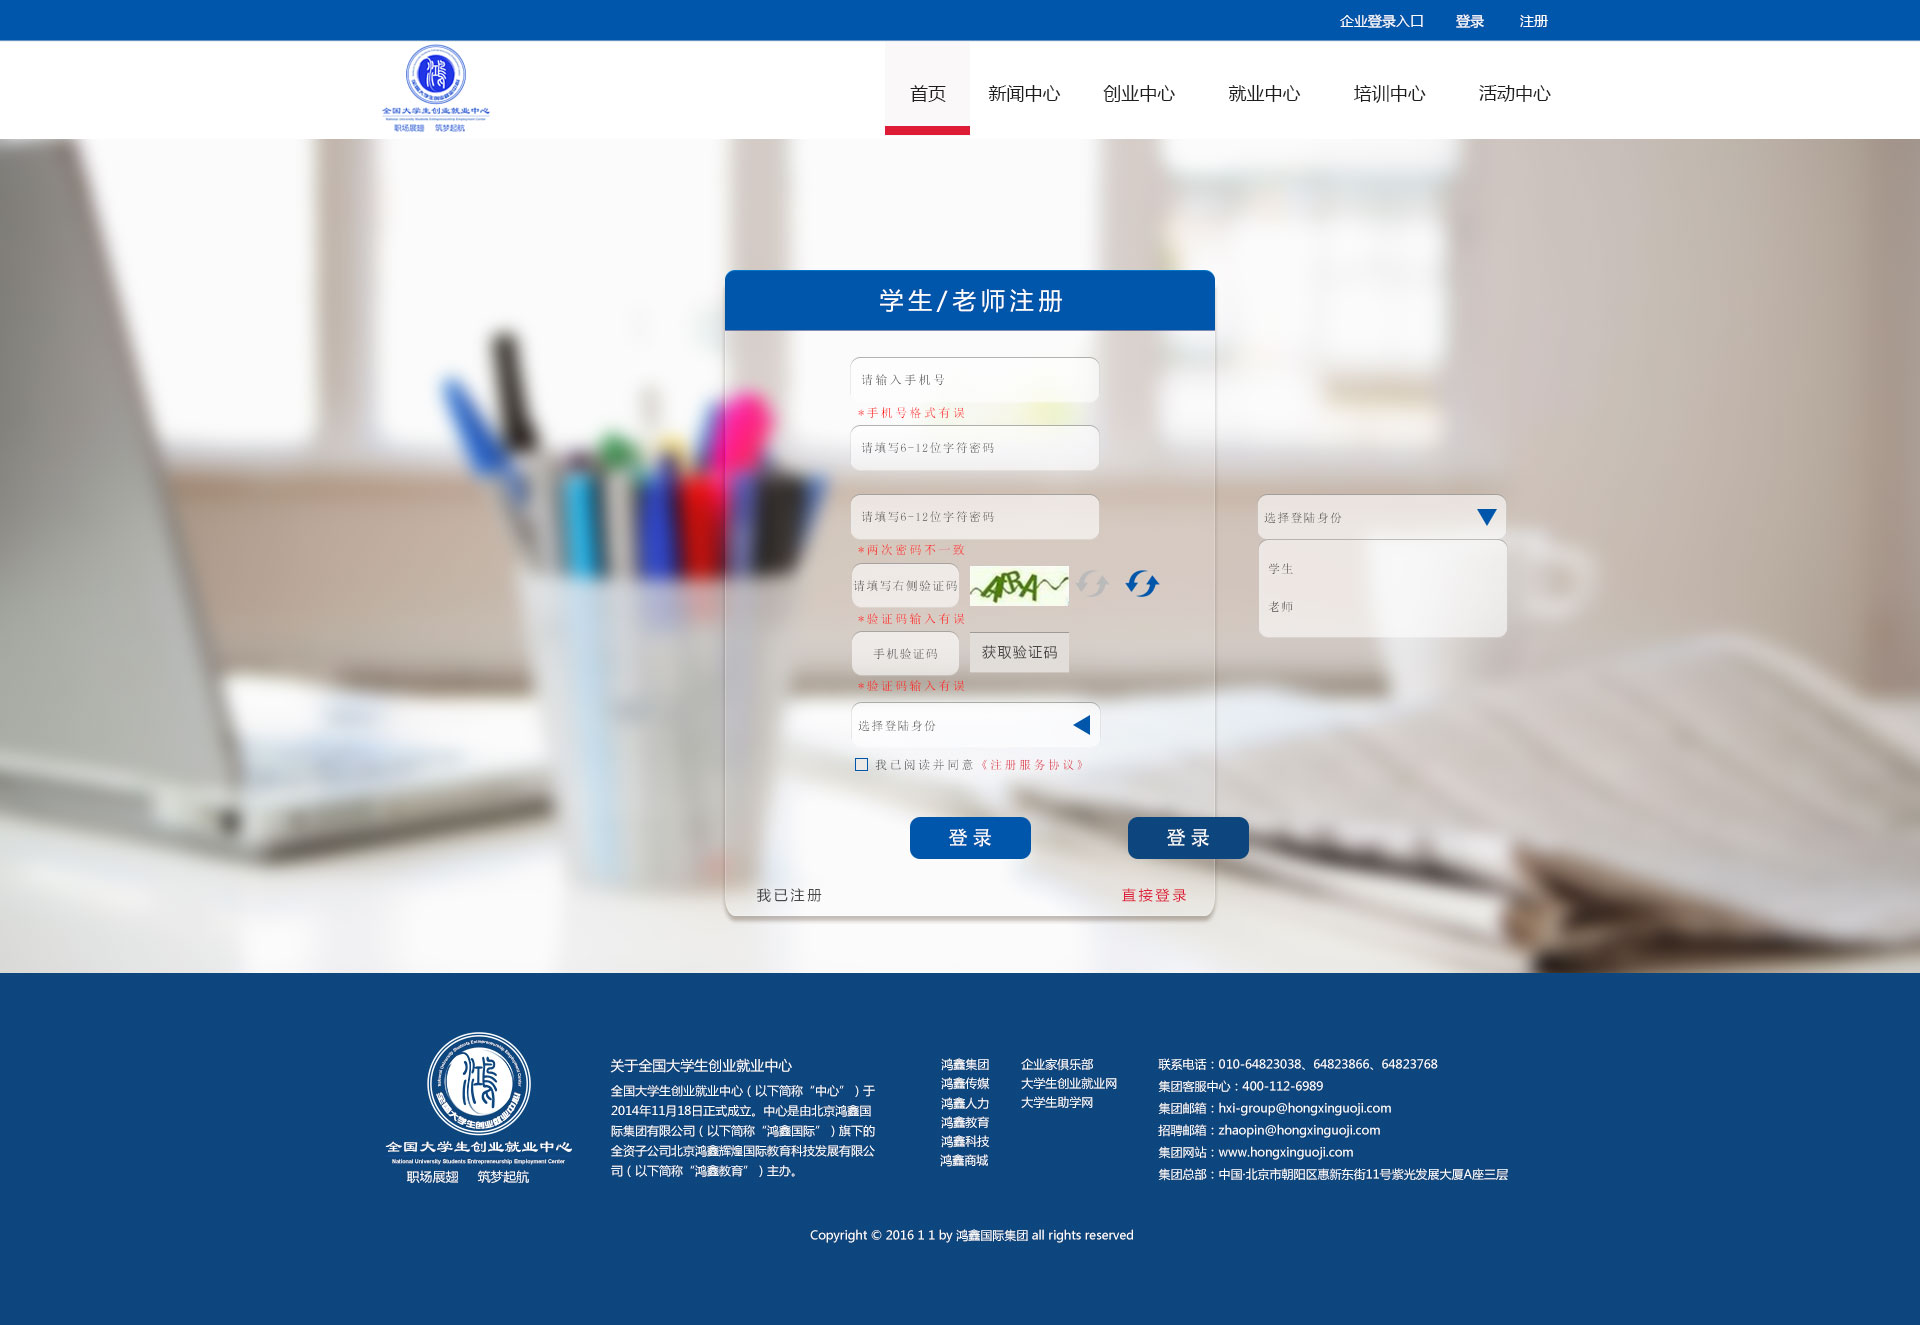 企业登录入口 登录 注册
全国大学生创业就业中心
National University Students Entrepreneurship Employment Center
职场展翅 筑梦起航
首页 新闻中心 创业中心 就业中心 培训中心 活动中心
学生/老师注册
请输入手机号
*手机号格式有误
请填写6-12位字符密码
请填写6-12位字符密码
*两次密码不一致
请填写右侧验证码
ABA
*验证码输入有误
手机验证码
获取验证码
*验证码输入有误
选择登陆身份
我已阅读并同意《注册服务协议》
登录
登录
我已注册
直接登录
选择登陆身份
学生
老师
鸿
全国大学生创业就业中心
National University Students Entrepreneurship Employment Center
职场展翅 筑梦起航
关于全国大学生创业就业中心
全国大学生创业就业中心(以下简称“中心”)于
2014年11月18日正式成立。中心是由北京鸿鑫国
际集团有限公司(以下简称“鸿鑫国际”)旗下的
全资子公司北京鸿鑫辉煌国际教育科技发展有限公
司(以下简称“鸿鑫教育”)主办。
鸿鑫集团
鸿鑫传媒
鸿鑫人力
鸿鑫教育
鸿鑫科技
鸿鑫商城
企业家俱乐部
大学生创业就业网
大学生助学网
联系电话:010-64823038、64823866、64823768
集团客服中心:400-112-6989
集团邮箱:hxi-group@hongxinguoji.com
招聘邮箱:zhaopin@hongxinguoji.com
集团网站:www.hongxinguoji.com
集团总部:中国·北京市朝阳区惠新东街11号紫光发展大厦A座三层
Copyright © 2016 1 1 by 鸿鑫国际集团 all rights reserved